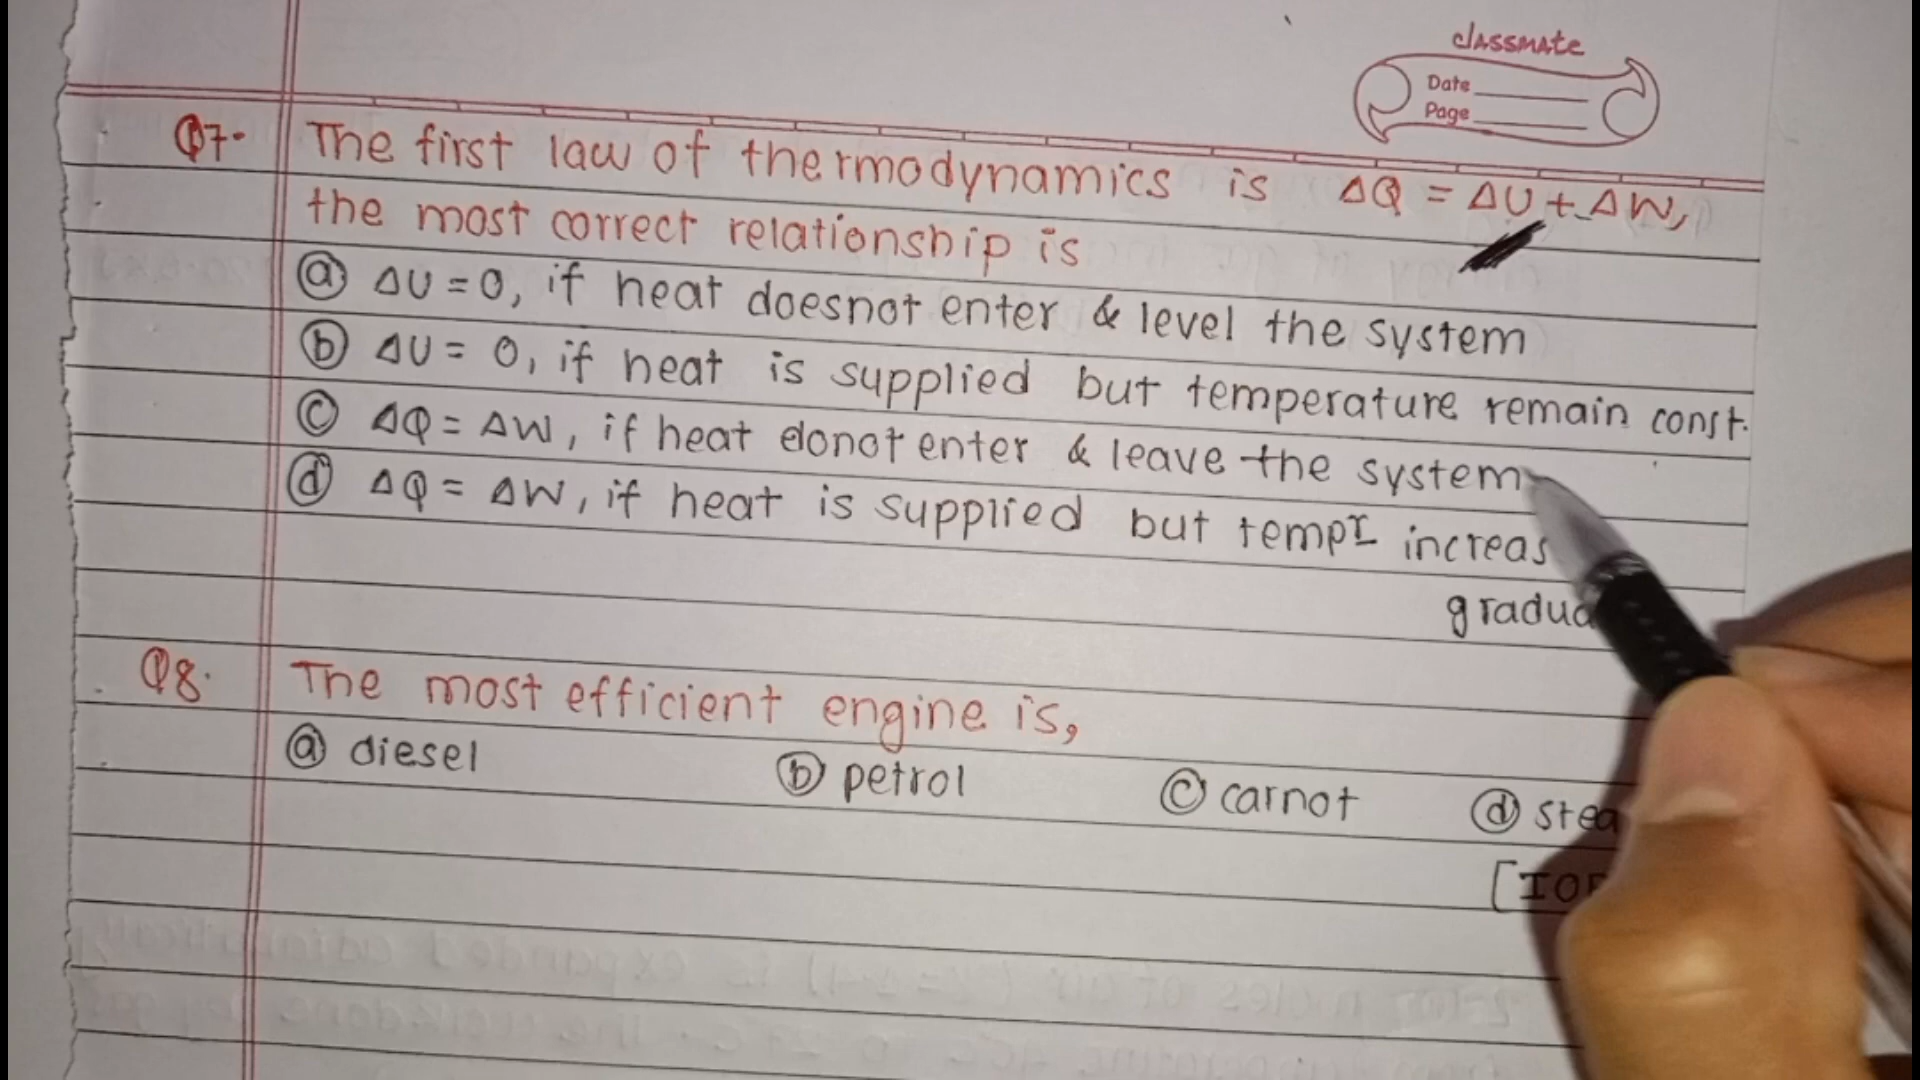 classmate
Date
Page
Q7. The first law of thermodynamics is ΔQ = ΔU + ΔW,
the most correct relationship is
(a) ΔU = 0, if heat doesnot enter & level the system
(b) ΔU = 0, if heat is supplied but temperature remain const.
(c) ΔQ = ΔW, if heat donot enter & leave the system
(d) ΔQ = ΔW, if heat is supplied but tempr increas
gradua
Q8. The most efficient engine is,
(a) diesel (b) petrol (c) carnot (d) stea
[IO